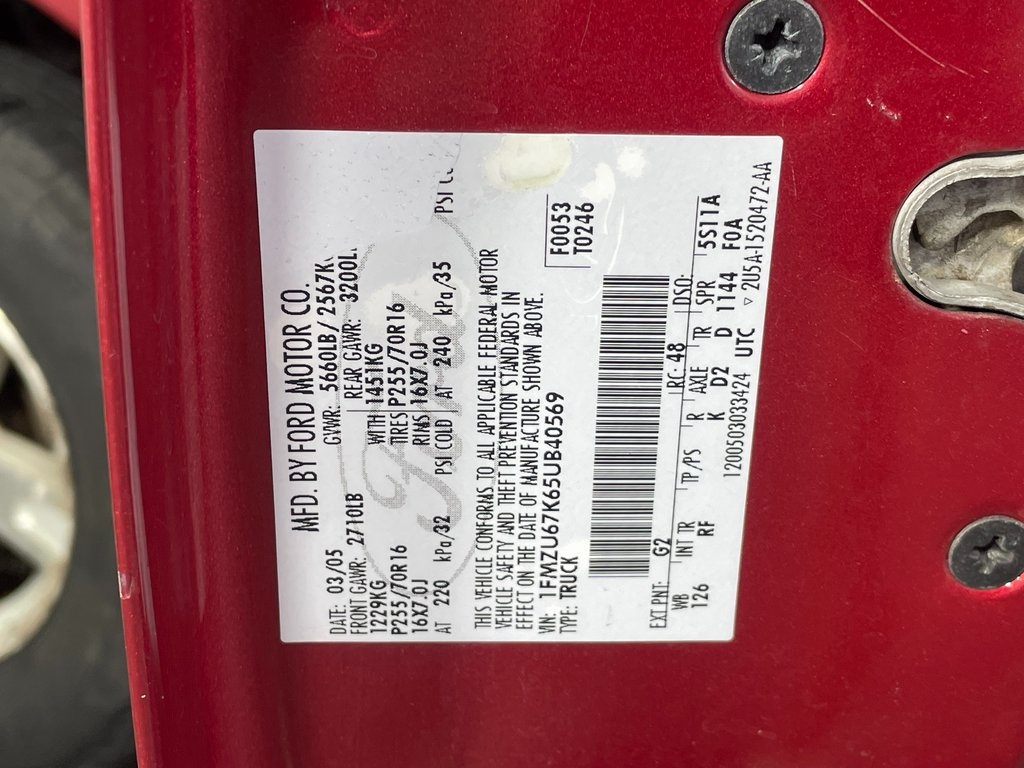 MFD. BY FORD MOTOR CO.
DATE: 03/05 GVWR: 5660LB/2567K
FRONT GAWR: 2710LB REAR GAWR: 3200L
1229KG WITH 1451KG
P255/70R16 TIRES P255/70R16
16X7.0J RIMS 16X7.0J
AT 220 kPa/32 PSI COLD AT 240 kPa/35 PSI C
Ford
THIS VEHICLE CONFORMS TO ALL APPLICABLE FEDERAL MOTOR
VEHICLE SAFETY AND THEFT PREVENTION STANDARDS IN
EFFECT ON THE DATE OF MANUFACTURE SHOWN ABOVE.
VIN: 1FMZU67K65UB40569
TYPE: TRUCK
F0053
T0246
EXT PNT: G2 RC: 48 DSO:
WB INT TR TP/PS R AXLE TR SPR
126 RF K D2 D 1144 5S11A
F0A
1200503033424 UTC ▽ 2U5A-1520472-AA